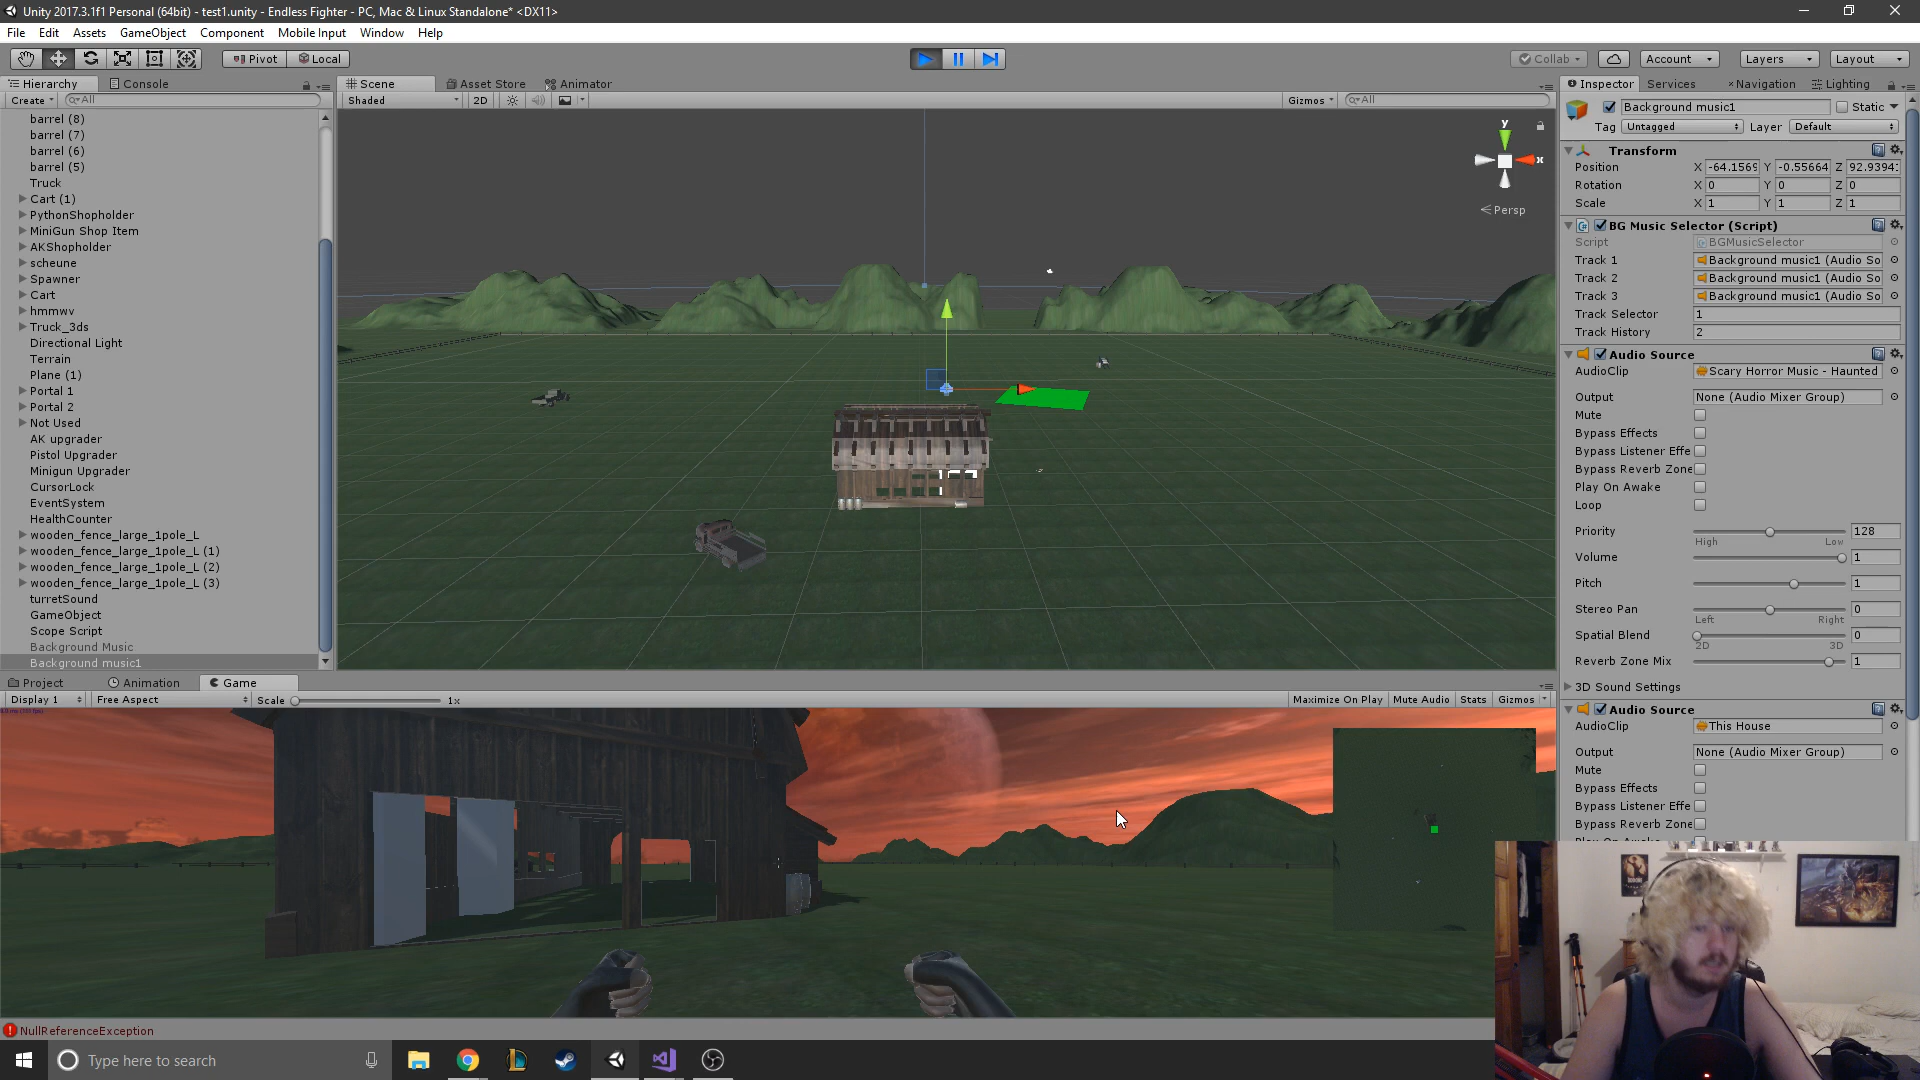 Unity 2017.3.1f1 Personal (64bit) - test1.unity - Endless Fighter - PC, Mac & Linux Standalone* <DX11>
File Edit Assets GameObject Component Mobile Input Window Help
Pivot Local Collab Account Layers Layout
Hierarchy Console
Create All
barrel (8)
barrel (7)
barrel (6)
barrel (5)
Truck
Cart (1)
PythonShopholder
MiniGun Shop Item
AKShopholder
scheune
Spawner
Cart
hmmwv
Truck_3ds
Directional Light
Terrain
Plane (1)
Portal 1
Portal 2
Not Used
AK upgrader
Pistol Upgrader
Minigun Upgrader
CursorLock
EventSystem
HealthCounter
wooden_fence_large_1pole_L
wooden_fence_large_1pole_L (1)
wooden_fence_large_1pole_L (2)
wooden_fence_large_1pole_L (3)
turretSound
GameObject
Scope Script
Background Music
Background music1
Scene Asset Store Animator
Shaded 2D Gizmos All
y
x
Persp
Project Animation Game
Display 1 Free Aspect Scale 1x Maximize On Play Mute Audio Stats Gizmos
NullReferenceException
Type here to search
Inspector Services Navigation Lighting
Background music1 Static
Tag Untagged Layer Default
Transform
Position X -64.1569 Y -0.55664 Z 92.9394
Rotation X 0 Y 0 Z 0
Scale X 1 Y 1 Z 1
BG Music Selector (Script)
Script BGMusicSelector
Track 1 Background music1 (Audio So
Track 2 Background music1 (Audio So
Track 3 Background music1 (Audio So
Track Selector 1
Track History 2
Audio Source
AudioClip Scary Horror Music - Haunted
Output None (Audio Mixer Group)
Mute
Bypass Effects
Bypass Listener Effe
Bypass Reverb Zone
Play On Awake
Loop
Priority 128
High Low
Volume 1
Pitch 1
Stereo Pan 0
Left Right
Spatial Blend 0
2D 3D
Reverb Zone Mix 1
3D Sound Settings
Audio Source
AudioClip This House
Output None (Audio Mixer Group)
Mute
Bypass Effects
Bypass Listener Effe
Bypass Reverb Zone